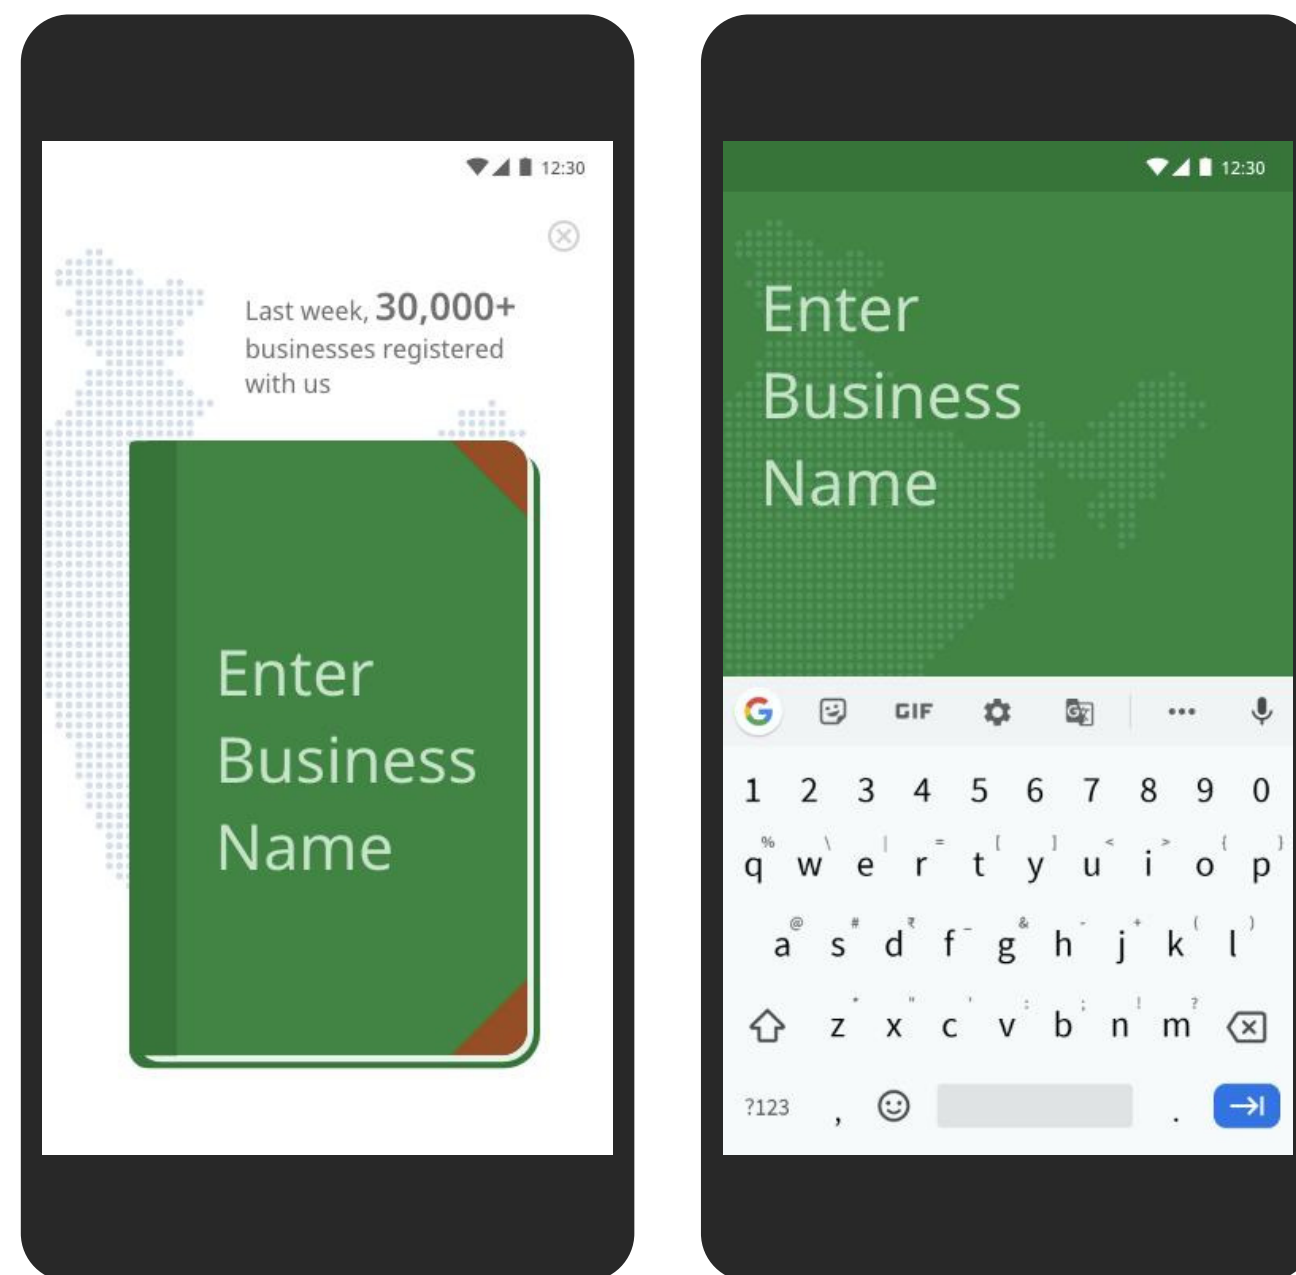 12:30
Last week, 30,000+
businesses registered
with us
Enter
Business
Name
12:30
Enter
Business
Name
G GIF G
1 2 3 4 5 6 7 8 9 0
% \ | = [ ] < > { }
q w e r t y u i o p
@ # ₹ _ & - + ( )
a s d f g h j k l
* " ' : ; ! ?
z x c v b n m
?123 , .